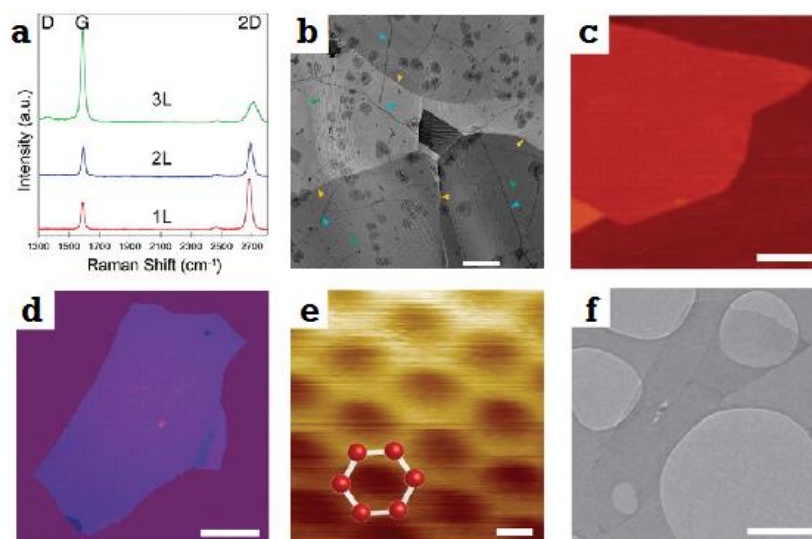 a
D G 2D
3L
2L
1L
Intensity (a.u.)
1300 1500 1700 1900 2100 2300 2500 2700
Raman Shift (cm⁻¹)
b
c
d
e
f